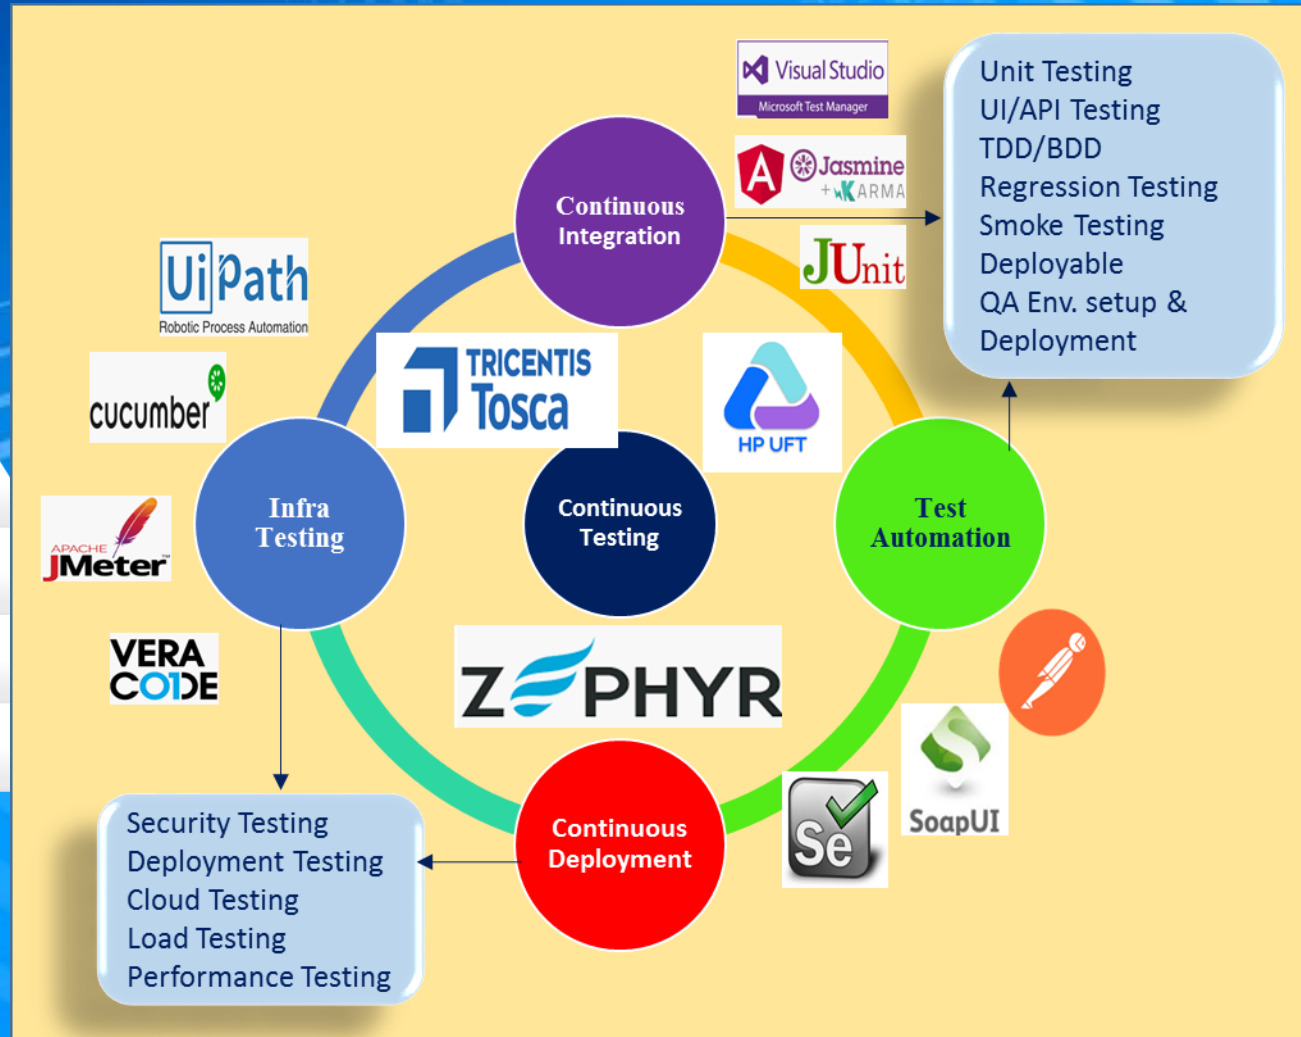 Visual Studio
Microsoft Test Manager
A
Jasmine
+ KARMA
JUnit
Unit Testing
UI/API Testing
TDD/BDD
Regression Testing
Smoke Testing
Deployable
QA Env. setup &
Deployment
Continuous
Integration
UiPath
Robotic Process Automation
cucumber
TRICENTIS
Tosca
HP UFT
Infra
Testing
Continuous
Testing
Test
Automation
APACHE
JMeter™
VERA
CODE
ZEPHYR
Continuous
Deployment
Se
SoapUI
Security Testing
Deployment Testing
Cloud Testing
Load Testing
Performance Testing